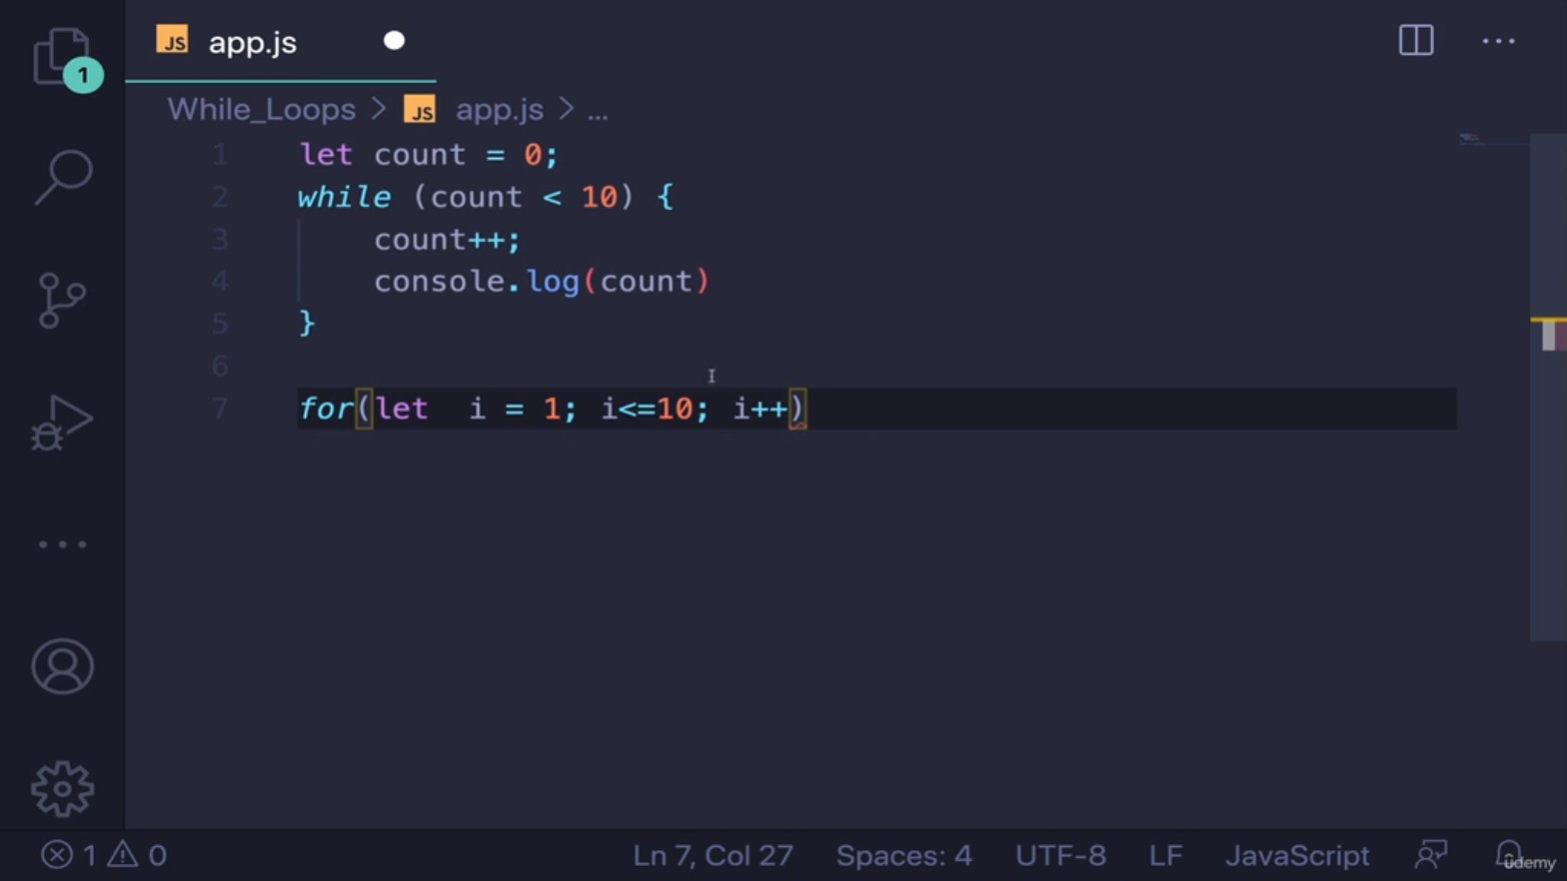 JS app.js
1
While_Loops > JS app.js > ...
1 let count = 0;
2 while (count < 10) {
3 count++;
4 console.log(count)
5 }
6
7 for(let  i = 1; i<=10; i++)
1 0 Ln 7, Col 27 Spaces: 4 UTF-8 LF JavaScript
udemy